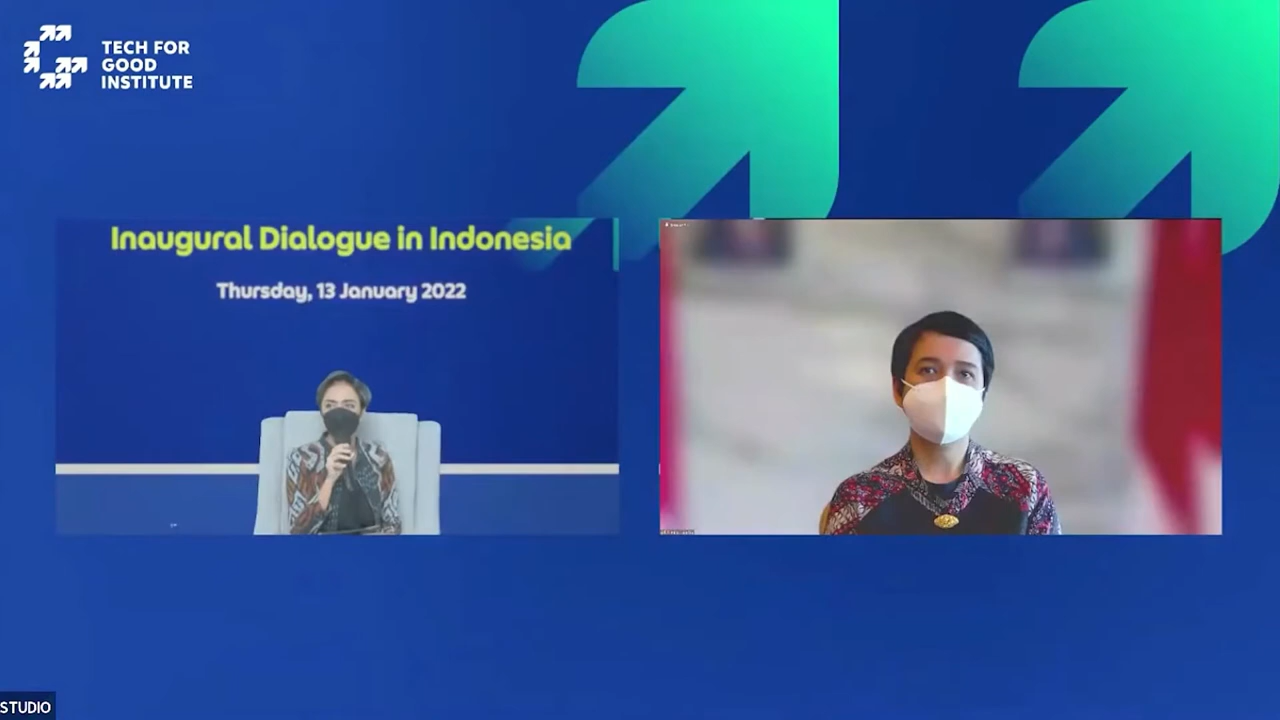 TECH FOR
GOOD
INSTITUTE
Inaugural Dialogue in Indonesia
Thursday, 13 January 2022
STUDIO